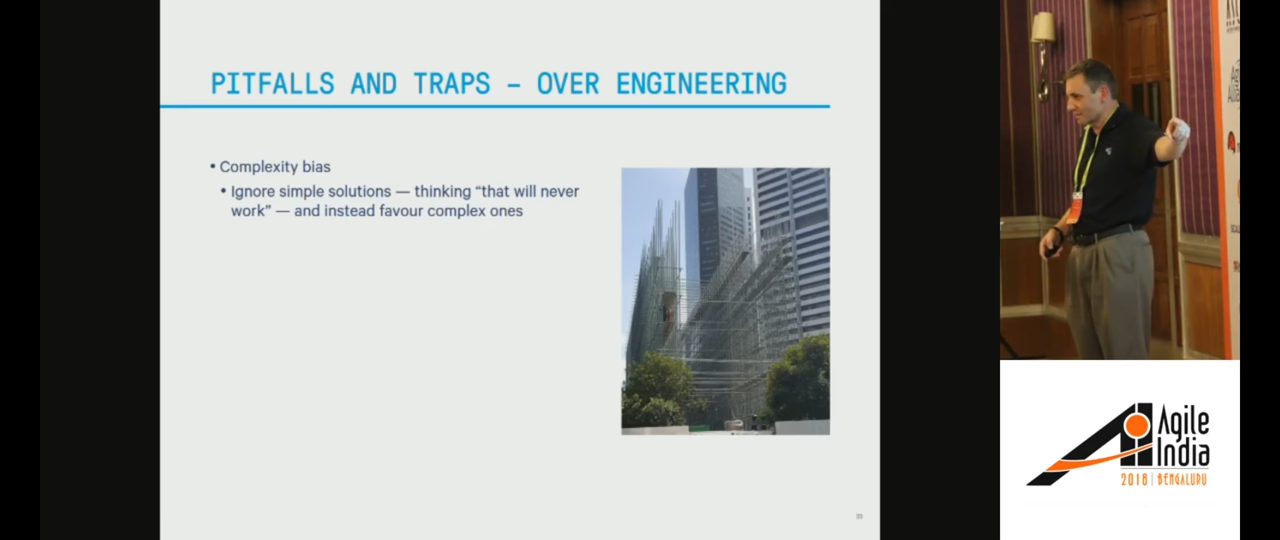 PITFALLS AND TRAPS – OVER ENGINEERING
• Complexity bias
• Ignore simple solutions — thinking “that will never
work” — and instead favour complex ones
Agile
India
2018 | BENGALURU